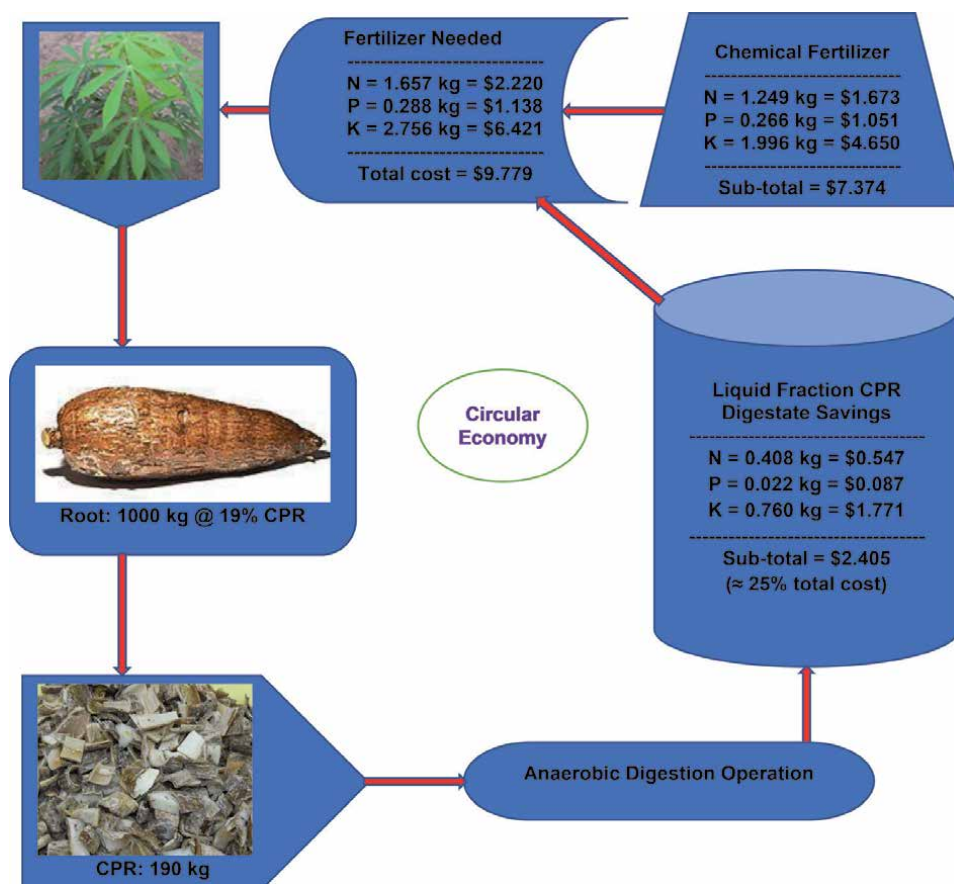 Fertilizer Needed
------------------------------
N = 1.657 kg = $2.220
P = 0.288 kg = $1.138
K = 2.756 kg = $6.421
------------------------------
Total cost = $9.779
Chemical Fertilizer
------------------------------
N = 1.249 kg = $1.673
P = 0.266 kg = $1.051
K = 1.996 kg = $4.650
------------------------------
Sub-total = $7.374
Liquid Fraction CPR
Digestate Savings
------------------------------------
N = 0.408 kg = $0.547
P = 0.022 kg = $0.087
K = 0.760 kg = $1.771
------------------------------------
Sub-total = $2.405
(≈ 25% total cost)
Circular
Economy
Root: 1000 kg @ 19% CPR
CPR: 190 kg
Anaerobic Digestion Operation